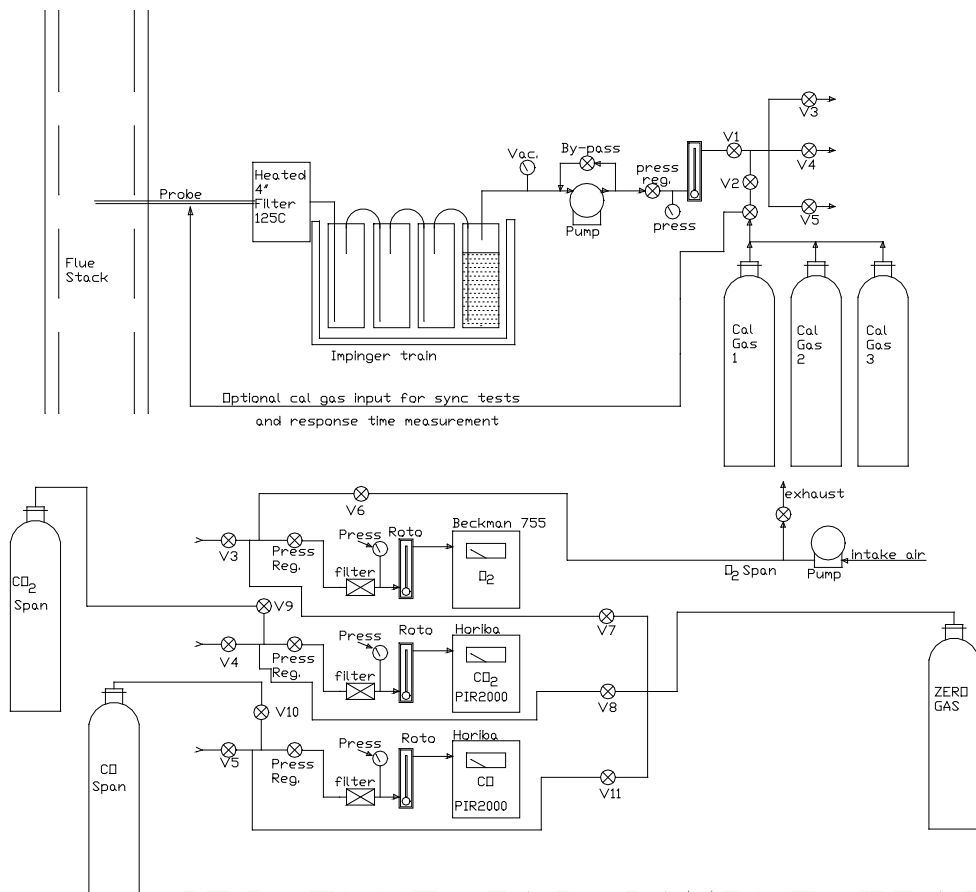 Flue
Stack
Probe
Heated
4"
Filter
125C
Impinger train
Vac.
By-pass
Pump
press
reg.
press
V1
V2
V3
V4
V5
Cal
Gas
1
Cal
Gas
2
Cal
Gas
3
Optional cal gas input for sync tests
and response time measurement
CO2
Span
CO
Span
V6
V3
Press
Reg.
filter
Press
Roto
Beckman 755
O2
exhaust
O2 Span
Pump
intake air
V9
V4
Press
Reg.
filter
Press
Roto
Horiba
CO2
PIR2000
V7
V8
ZERO
GAS
V10
V5
Press
Reg.
filter
Press
Roto
Horiba
CO
PIR2000
V11